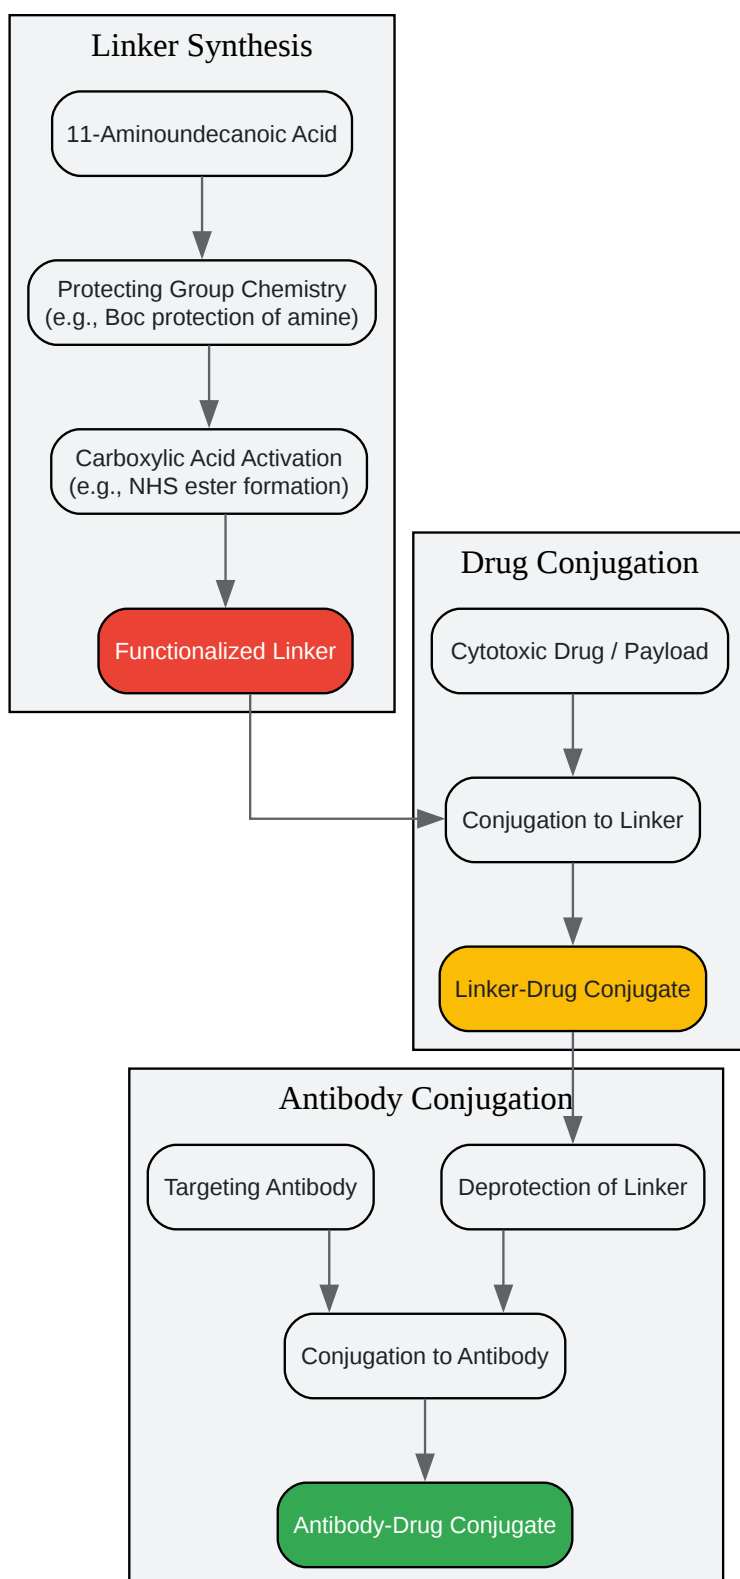 Linker Synthesis
11-Aminoundecanoic Acid
Protecting Group Chemistry
(e.g., Boc protection of amine)
Carboxylic Acid Activation
(e.g., NHS ester formation)
Functionalized Linker
Drug Conjugation
Cytotoxic Drug / Payload
Conjugation to Linker
Linker-Drug Conjugate
Antibody Conjugation
Targeting Antibody
Deprotection of Linker
Conjugation to Antibody
Antibody-Drug Conjugate